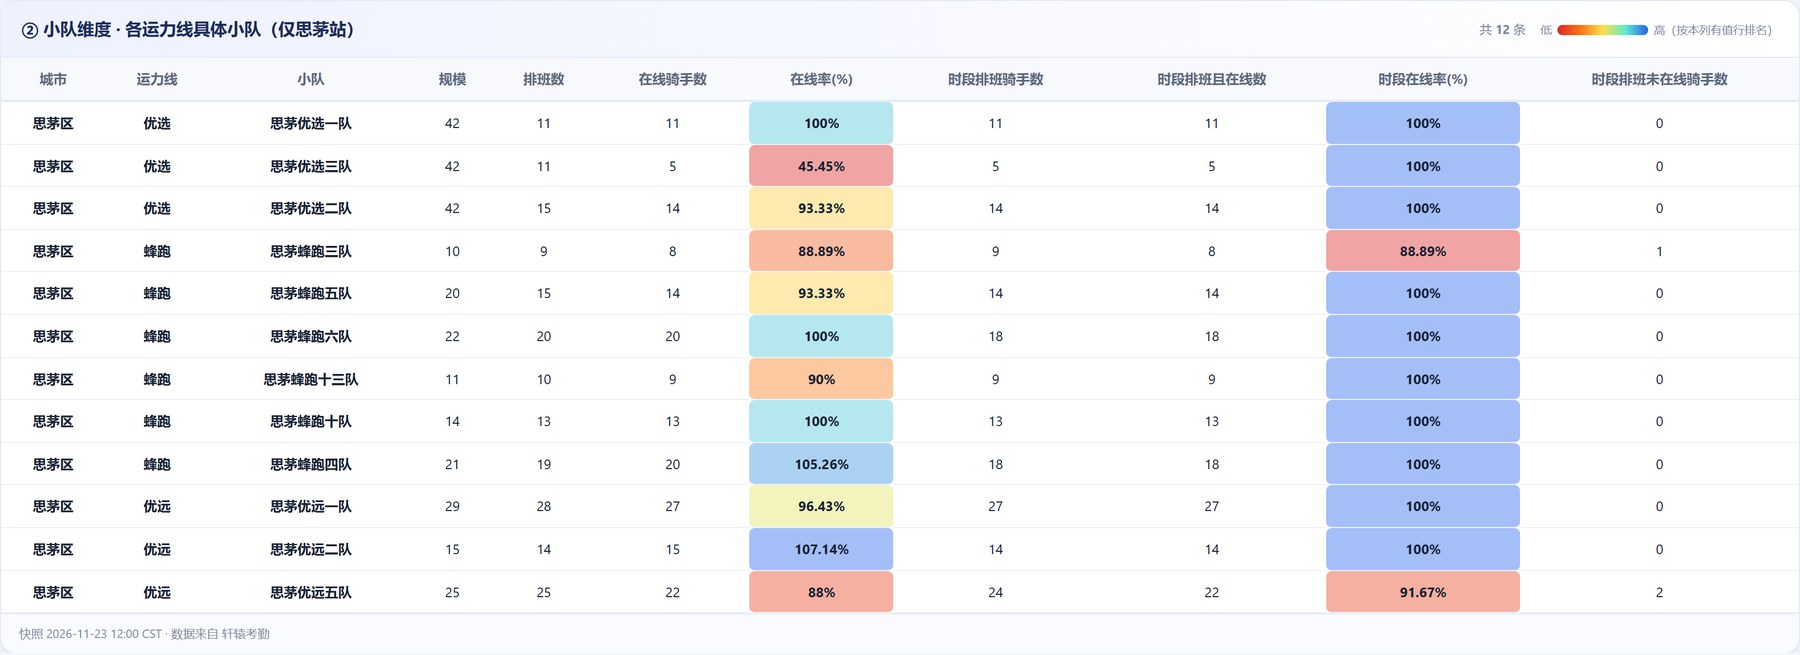 ② 小队维度 · 各运力线具体小队（仅思茅站）
共 12 条 低 高 (按本列有值行排名)
城市 运力线 小队 规模 排班数 在线骑手数 在线率(%) 时段排班骑手数 时段排班且在线数 时段在线率(%) 时段排班未在线骑手数
思茅区 优选 思茅优选一队 42 11 11 100% 11 11 100% 0
思茅区 优选 思茅优选三队 42 11 5 45.45% 5 5 100% 0
思茅区 优选 思茅优选二队 42 15 14 93.33% 14 14 100% 0
思茅区 蜂跑 思茅蜂跑三队 10 9 8 88.89% 9 8 88.89% 1
思茅区 蜂跑 思茅蜂跑五队 20 15 14 93.33% 14 14 100% 0
思茅区 蜂跑 思茅蜂跑六队 22 20 20 100% 18 18 100% 0
思茅区 蜂跑 思茅蜂跑十三队 11 10 9 90% 9 9 100% 0
思茅区 蜂跑 思茅蜂跑十队 14 13 13 100% 13 13 100% 0
思茅区 蜂跑 思茅蜂跑四队 21 19 20 105.26% 18 18 100% 0
思茅区 优远 思茅优远一队 29 28 27 96.43% 27 27 100% 0
思茅区 优远 思茅优远二队 15 14 15 107.14% 14 14 100% 0
思茅区 优远 思茅优远五队 25 25 22 88% 24 22 91.67% 2
快照 2026-11-23 12:00 CST · 数据来自 轩辕考勤